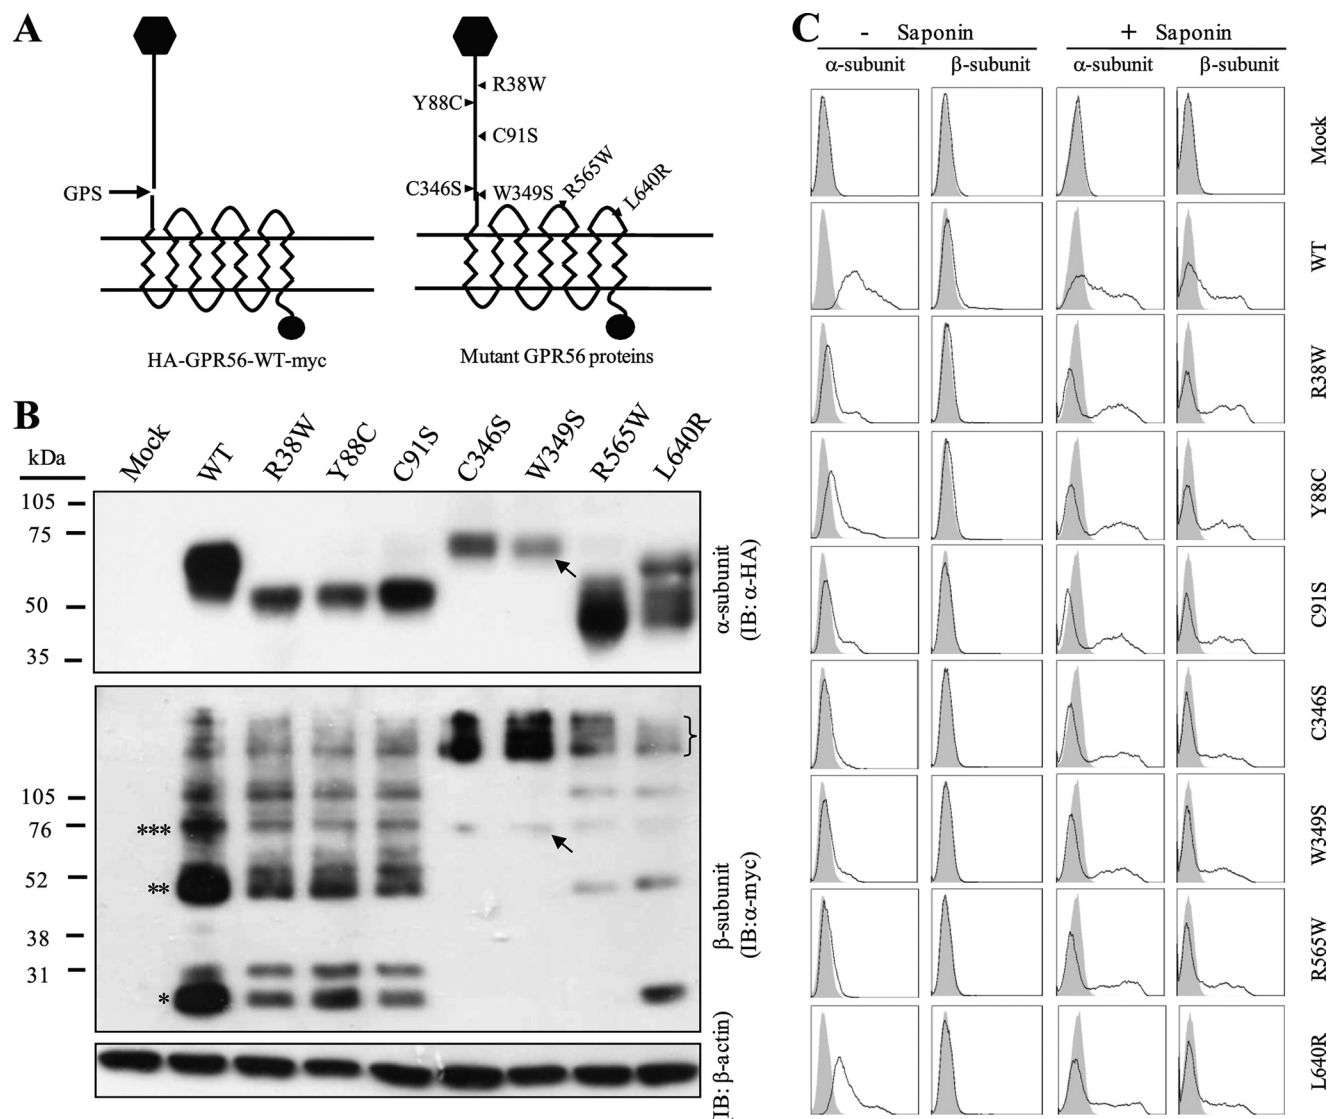 A
R38W
Y88C
C91S
C346S
W349S
R565W
L640R
GPS
HA-GPR56-WT-myc
Mutant GPR56 proteins
B
kDa
Mock
WT
R38W
Y88C
C91S
C346S
W349S
R565W
L640R
105
75
50
35
α-subunit
(IB: α-HA)
105
***
76
**
52
38
31
*
β-subunit
(IB:α-myc)
(IB: β-actin)
C
- Saponin
+ Saponin
α-subunit
β-subunit
α-subunit
β-subunit
Mock
WT
R38W
Y88C
C91S
C346S
W349S
R565W
L640R